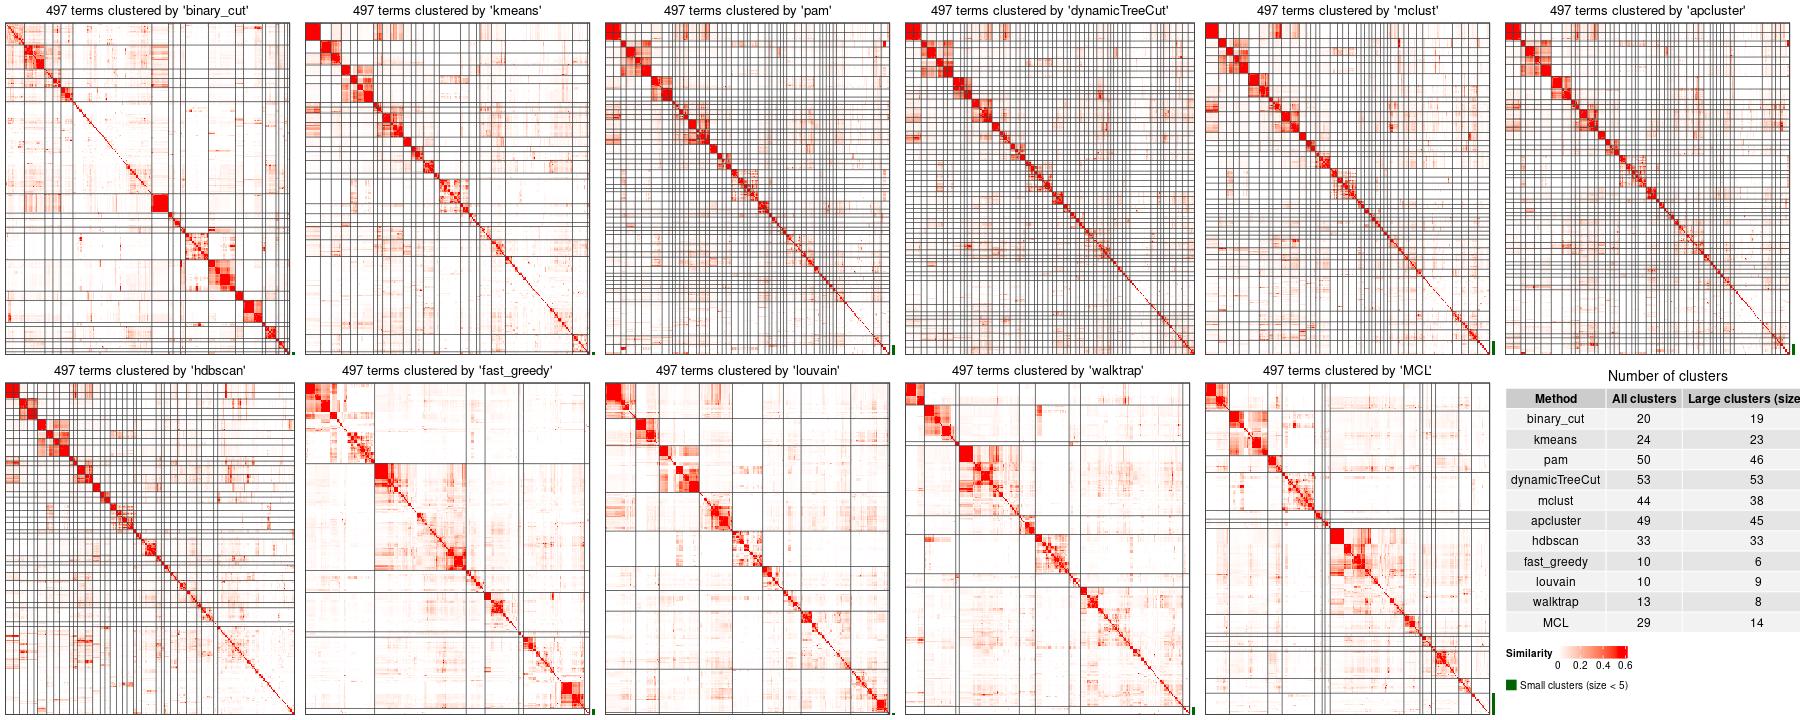 497 terms clustered by 'binary_cut'
497 terms clustered by 'kmeans'
497 terms clustered by 'pam'
497 terms clustered by 'dynamicTreeCut'
497 terms clustered by 'mclust'
497 terms clustered by 'apcluster'
497 terms clustered by 'hdbscan'
497 terms clustered by 'fast_greedy'
497 terms clustered by 'louvain'
497 terms clustered by 'walktrap'
497 terms clustered by 'MCL'
Number of clusters
Method All clusters Large clusters (size
binary_cut 20 19
kmeans 24 23
pam 50 46
dynamicTreeCut 53 53
mclust 44 38
apcluster 49 45
hdbscan 33 33
fast_greedy 10 6
louvain 10 9
walktrap 13 8
MCL 29 14
Similarity
0 0.2 0.4 0.6
Small clusters (size < 5)